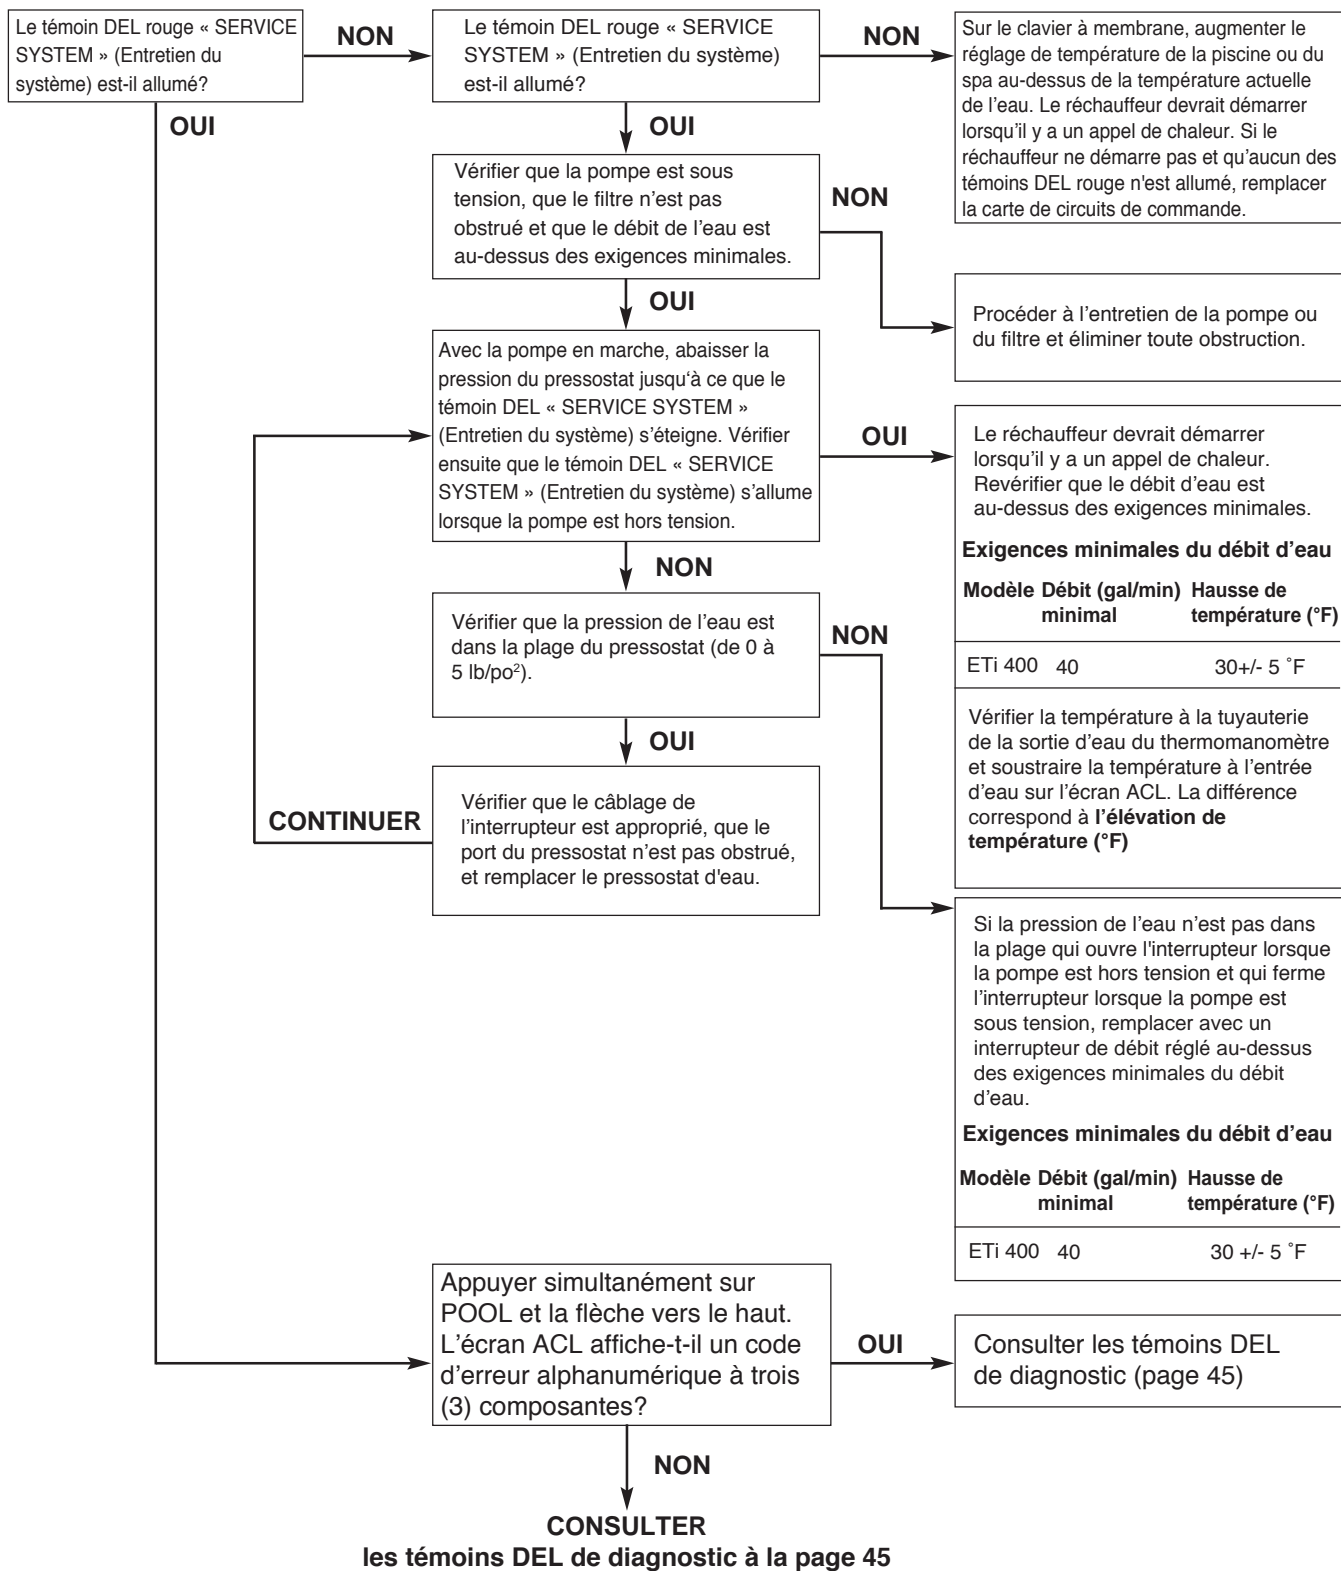 Le témoin DEL rouge « SERVICE
SYSTEM » (Entretien du
système) est-il allumé?
NON
Le témoin DEL rouge « SERVICE
SYSTEM » (Entretien du système)
est-il allumé?
NON
Sur le clavier à membrane, augmenter le
réglage de température de la piscine ou du
spa au-dessus de la température actuelle
de l’eau. Le réchauffeur devrait démarrer
lorsqu’il y a un appel de chaleur. Si le
réchauffeur ne démarre pas et qu’aucun des
témoins DEL rouge n'est allumé, remplacer
la carte de circuits de commande.
OUI
OUI
Vérifier que la pompe est sous
tension, que le filtre n’est pas
obstrué et que le débit de l’eau est
au-dessus des exigences minimales.
NON
Procéder à l’entretien de la pompe ou
du filtre et éliminer toute obstruction.
OUI
Avec la pompe en marche, abaisser la
pression du pressostat jusqu‘à ce que le
témoin DEL « SERVICE SYSTEM »
(Entretien du système) s’éteigne. Vérifier
ensuite que le témoin DEL « SERVICE
SYSTEM » (Entretien du système) s’allume
lorsque la pompe est hors tension.
OUI
Le réchauffeur devrait démarrer
lorsqu’il y a un appel de chaleur.
Revérifier que le débit d’eau est
au-dessus des exigences minimales.
Exigences minimales du débit d’eau
Modèle Débit (gal/min) Hausse de
minimal température (°F)
ETi 400 40 30+/- 5 ˚F
Vérifier la température à la tuyauterie
de la sortie d’eau du thermomanomètre
et soustraire la température à l’entrée
d’eau sur l’écran ACL. La différence
correspond à l’élévation de
température (°F)
NON
Vérifier que la pression de l’eau est
dans la plage du pressostat (de 0 à
5 lb/po²).
NON
OUI
Vérifier que le câblage de
l’interrupteur est approprié, que le
port du pressostat n’est pas obstrué,
et remplacer le pressostat d'eau.
CONTINUER
Si la pression de l’eau n’est pas dans
la plage qui ouvre l'interrupteur lorsque
la pompe est hors tension et qui ferme
l’interrupteur lorsque la pompe est
sous tension, remplacer avec un
interrupteur de débit réglé au-dessus
des exigences minimales du débit
d’eau.
Exigences minimales du débit d’eau
Modèle Débit (gal/min) Hausse de
minimal température (°F)
ETi 400 40 30 +/- 5 ˚F
Appuyer simultanément sur
POOL et la flèche vers le haut.
L’écran ACL affiche-t-il un code
d’erreur alphanumérique à trois
(3) composantes?
OUI
Consulter les témoins DEL
de diagnostic (page 45)
NON
CONSULTER
les témoins DEL de diagnostic à la page 45